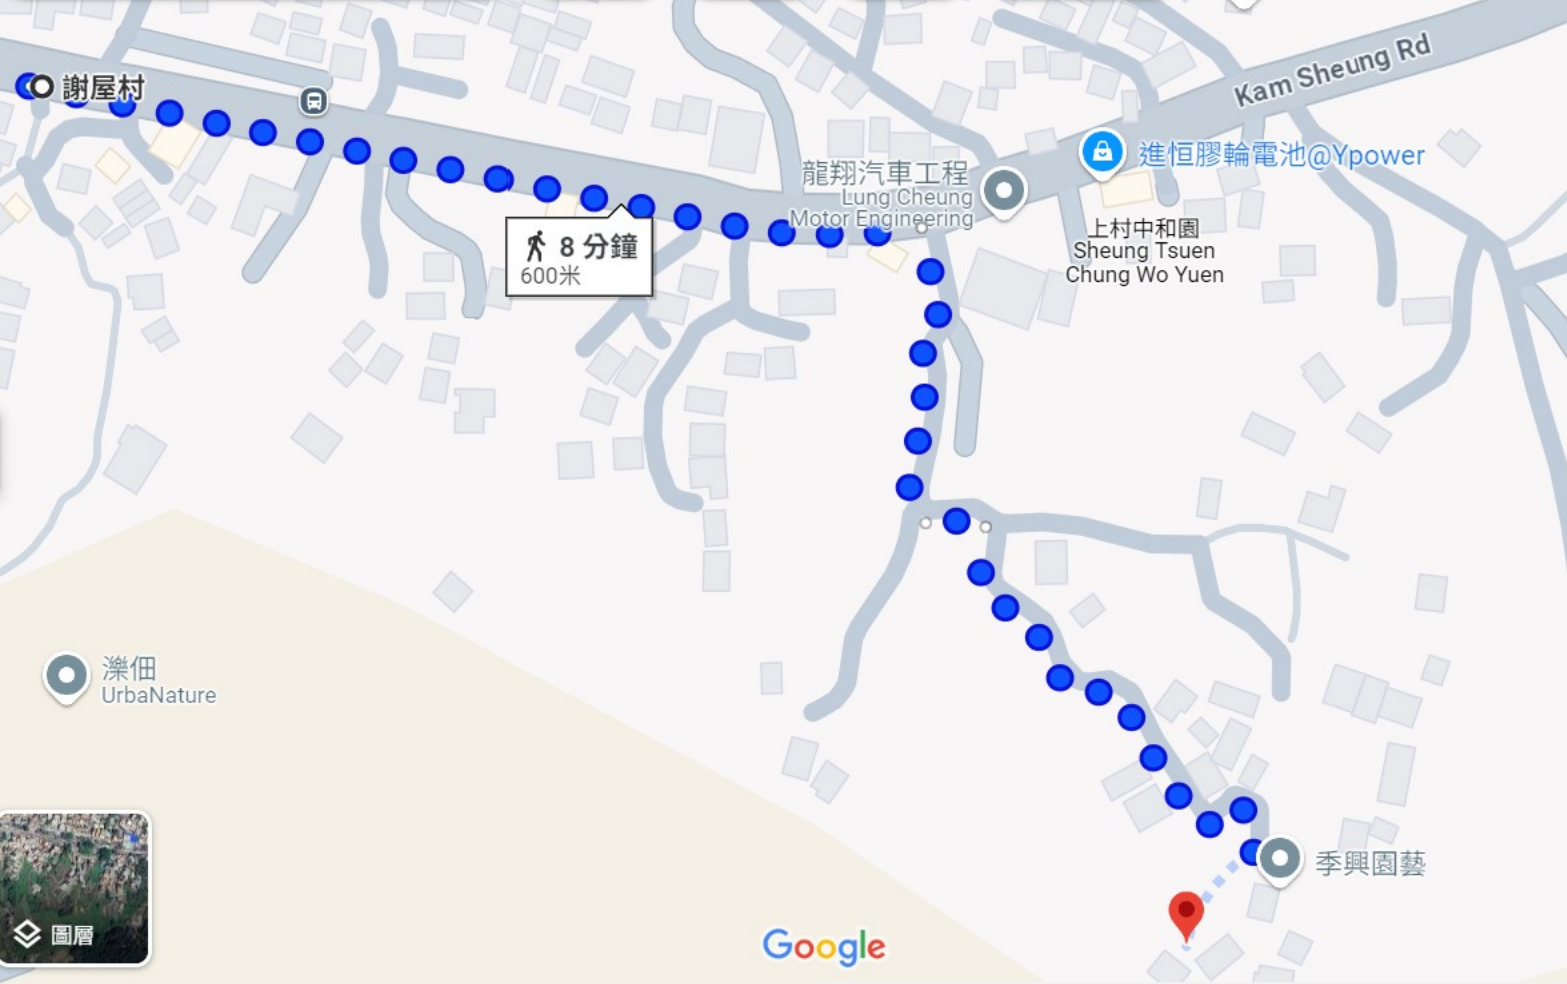 Kam Sheung Rd
謝屋村
進恒膠輪電池@Ypower
龍翔汽車工程
Lung Cheung
Motor Engineering
上村中和園
Sheung Tsuen
Chung Wo Yuen
8 分鐘
600米
濼佃
UrbaNature
季興園藝
圖層
Google